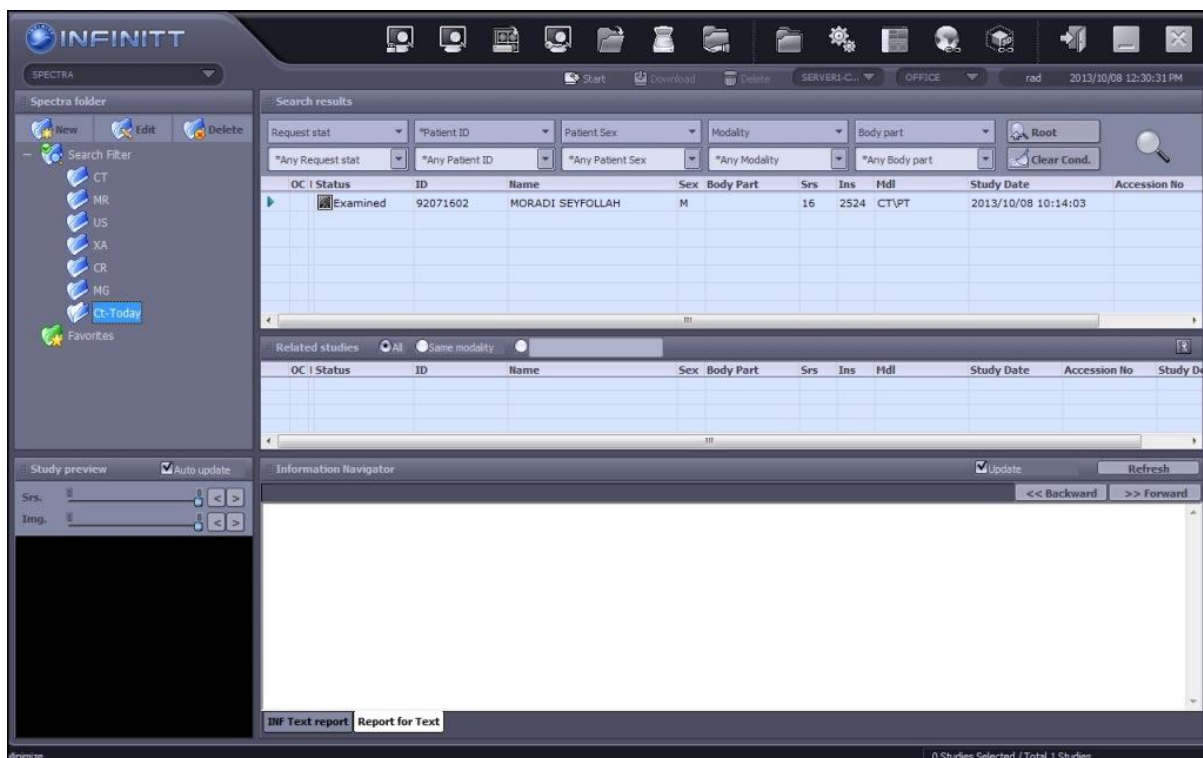 INFINITT
SPECTRA
Start Download Delete SERVER1-C... OFFICE rad 2013/10/08 12:30:31 PM
Spectra folder
New Edit Delete
Search Filter
CT
MR
US
XA
CR
MG
Ct-Today
Favorites
Search results
Request stat *Patient ID Patient Sex Modality Body part Root
*Any Request stat *Any Patient ID *Any Patient Sex *Any Modality *Any Body part Clear Cond.
OC I Status ID Name Sex Body Part Srs Ins Mdl Study Date Accession No
Examined 92071602 MORADI SEYFOLLAH M 16 2524 CT\PT 2013/10/08 10:14:03
Related studies All Same modality
OC I Status ID Name Sex Body Part Srs Ins Mdl Study Date Accession No Study De
Study preview Auto update
Srs. < >
Img. < >
Information Navigator Update Refresh
<< Backward >> Forward
INF Text report Report for Text
Minimize
0 Studies Selected / Total 1 Studies